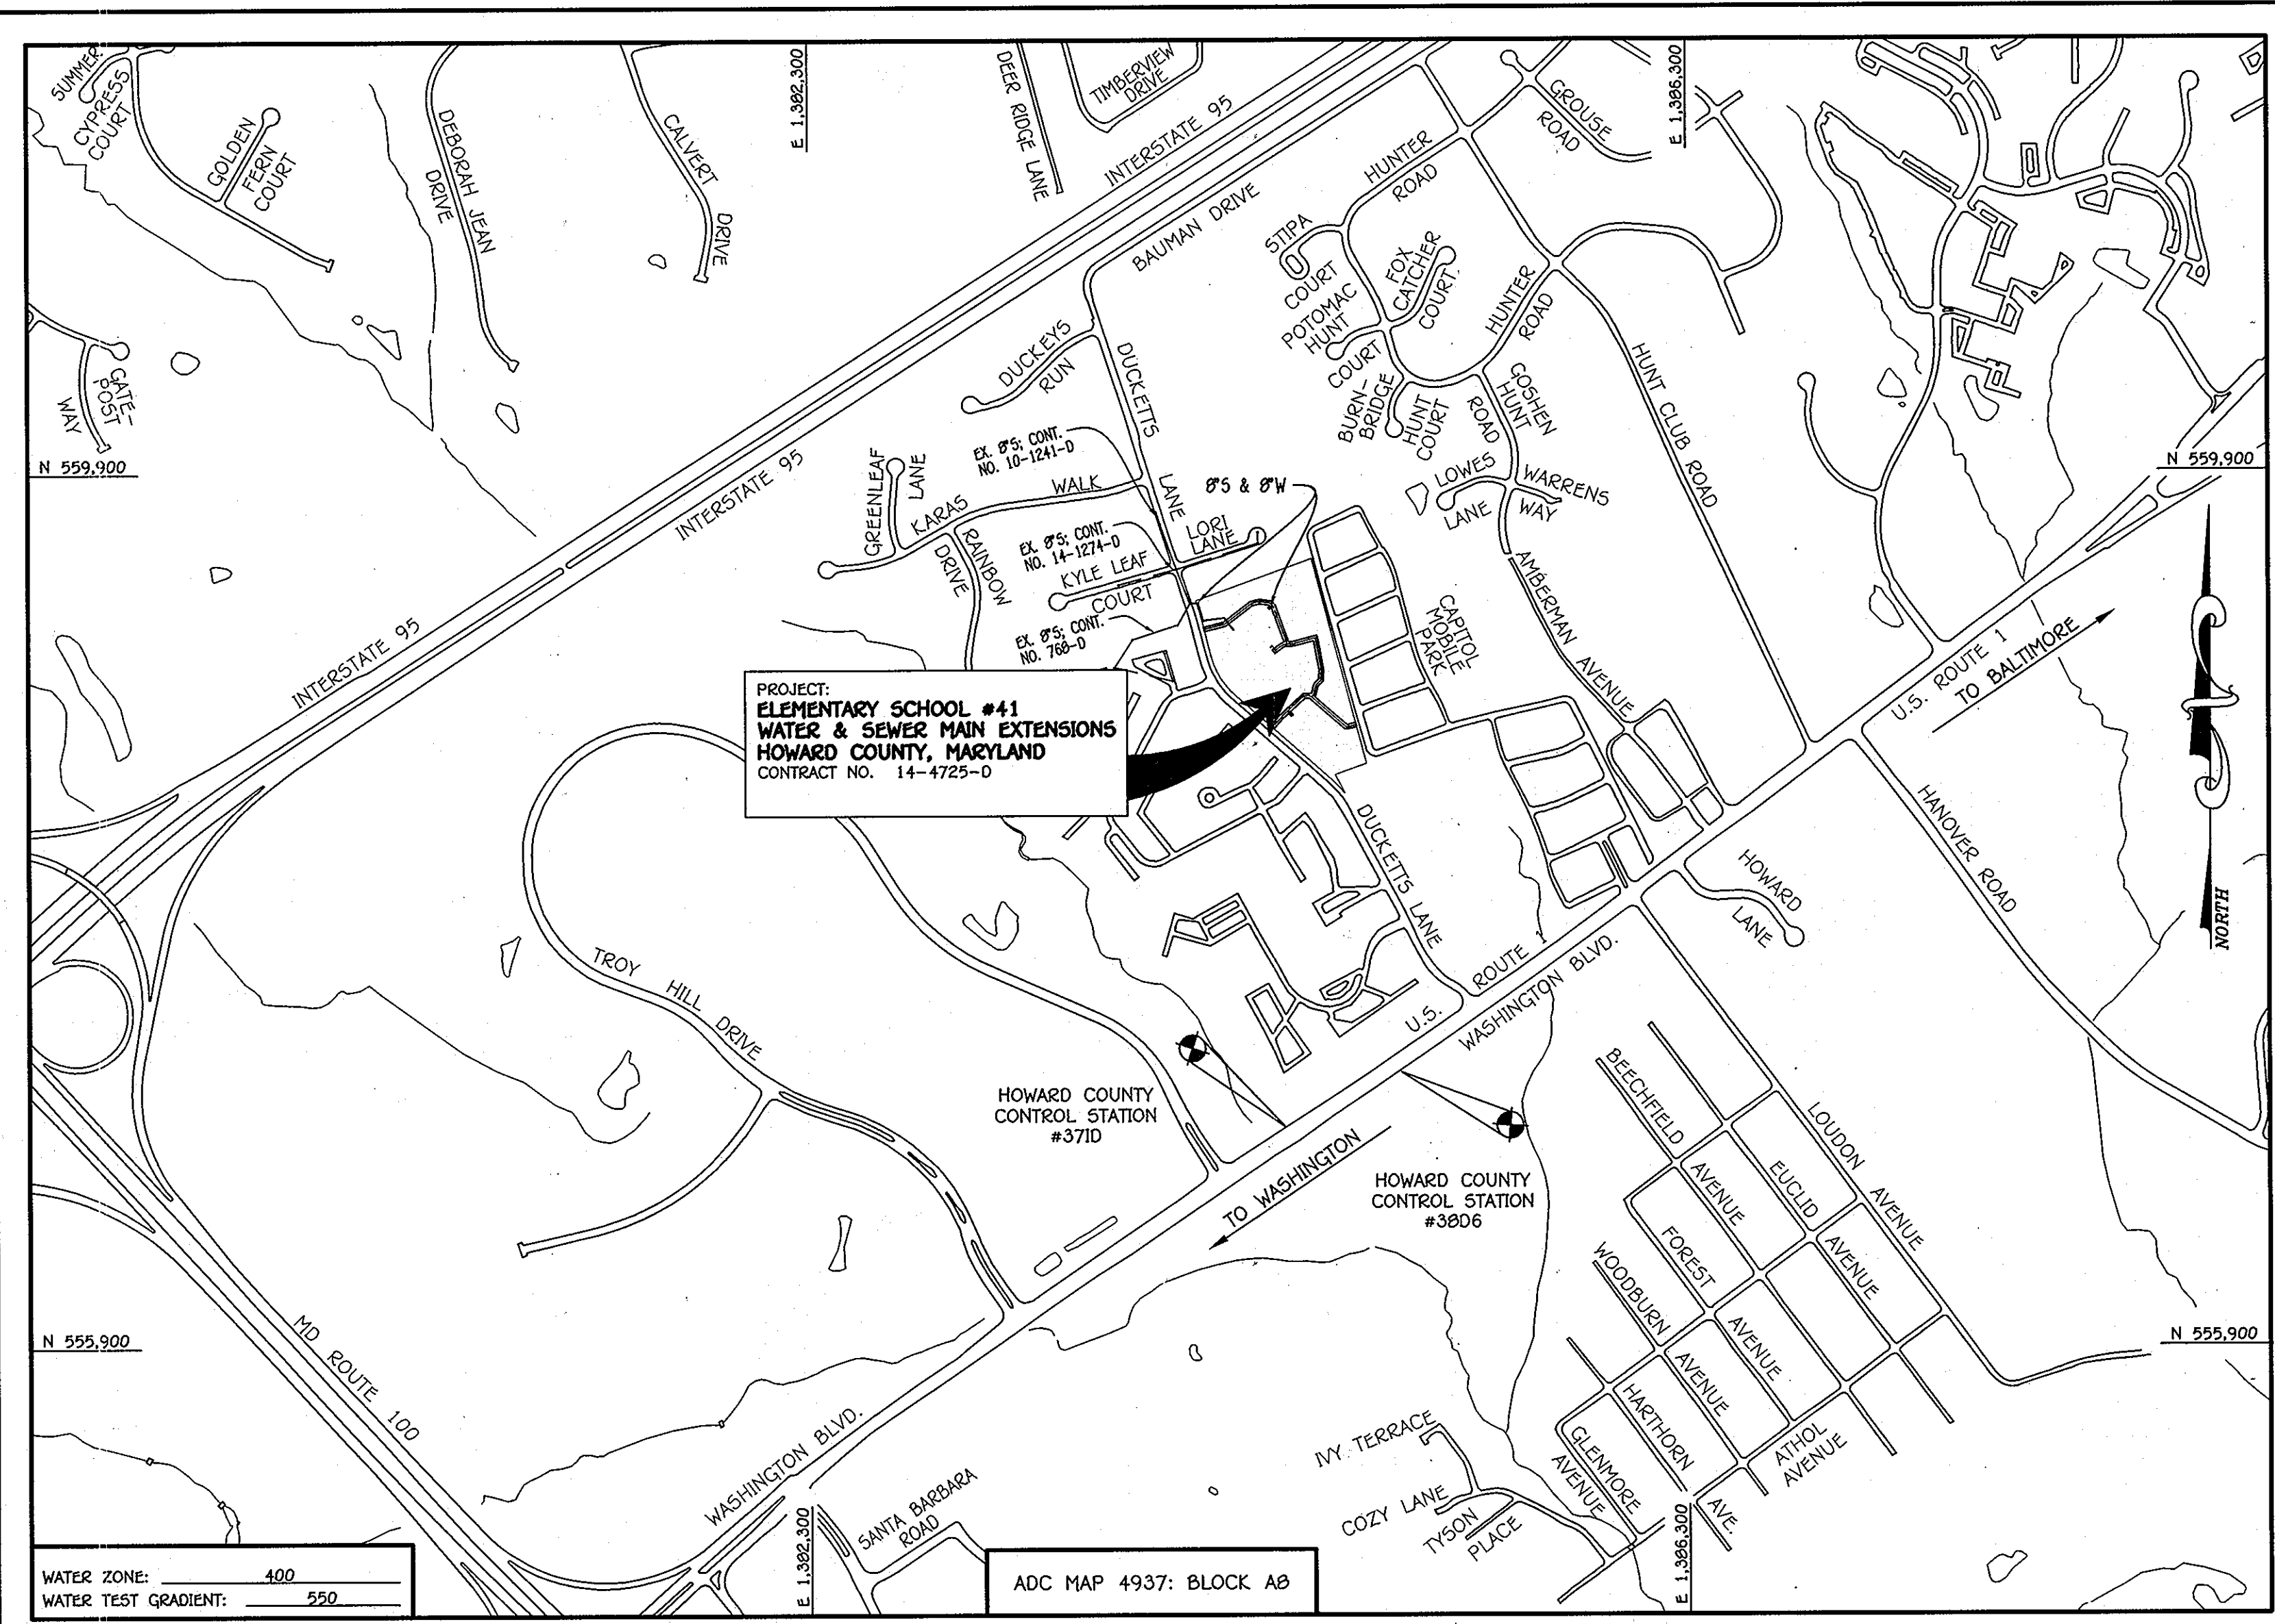 SUMMER
CYPRESS
COURT
GOLDEN
FERN
COURT
DEBORAH JEAN
DRIVE
CALVERT
DRIVE
E 1,382,300
DEER RIDGE LANE
TIMBERVIEW
DRIVE
INTERSTATE 95
BAUMAN DRIVE
HUNTER
ROAD
GROUSE
ROAD
E 1,386,300
STIPA
COURT
FOX
CATCHER
COURT
POTOMAC
HUNT
COURT
HUNTER
ROAD
BURN-
BRIDGE
HUNT
COURT
GOSHEN
HUNT
ROAD
HUNT CLUB ROAD
GATE-
POST
WAY
N 559,900
N 559,900
DUCKEYS
RUN
DUCKETTS
LANE
EX. 8"S; CONT.
NO. 10-1241-D
INTERSTATE 95
GREENLEAF
LANE
KARAS
WALK
8"S & 8"W
LOWES
LANE
WARRENS
WAY
RAINBOW
DRIVE
EX. 8"S; CONT.
NO. 14-1274-D
LORI
LANE
KYLE LEAF
COURT
EX. 8"S; CONT.
NO. 768-D
CAPITOL
MOBILE
PARK
AMBERMAN
AVENUE
INTERSTATE 95
U.S. ROUTE 1
TO BALTIMORE
PROJECT:
ELEMENTARY SCHOOL #41
WATER & SEWER MAIN EXTENSIONS
HOWARD COUNTY, MARYLAND
CONTRACT NO. 14-4725-D
HANOVER ROAD
NORTH
DUCKETTS LANE
HOWARD
LANE
U.S. ROUTE 1
WASHINGTON BLVD.
TROY HILL DRIVE
HOWARD COUNTY
CONTROL STATION
#371D
TO WASHINGTON
HOWARD COUNTY
CONTROL STATION
#38D6
BEECHFIELD
AVENUE
LOUDON
AVENUE
EUCLID
AVENUE
FOREST
AVENUE
WOODBURN
AVENUE
N 555,900
N 555,900
MD ROUTE 100
HARTHORN
AVE.
ATHOL
AVENUE
GLENMORE
AVENUE
IVY TERRACE
COZY LANE
TYSON
PLACE
WASHINGTON BLVD.
SANTA BARBARA
ROAD
E 1,382,300
E 1,386,300
WATER ZONE: 400
WATER TEST GRADIENT: 550
ADC MAP 4937: BLOCK A8